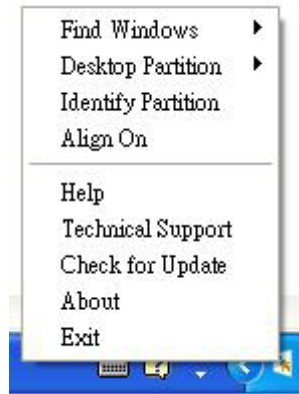 Find Windows
Desktop Partition
Identify Partition
Align On
Help
Technical Support
Check for Update
About
Exit